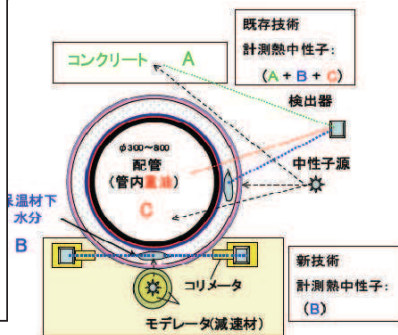 既存技術
計測熱中性子:
(A + B + C)
コンクリート A
検出器
φ300～800
配管
(管内重油)
C
中性子源
保温材下
水分
B
コリメータ
新技術
計測熱中性子:
(B)
モデレータ(減速材)